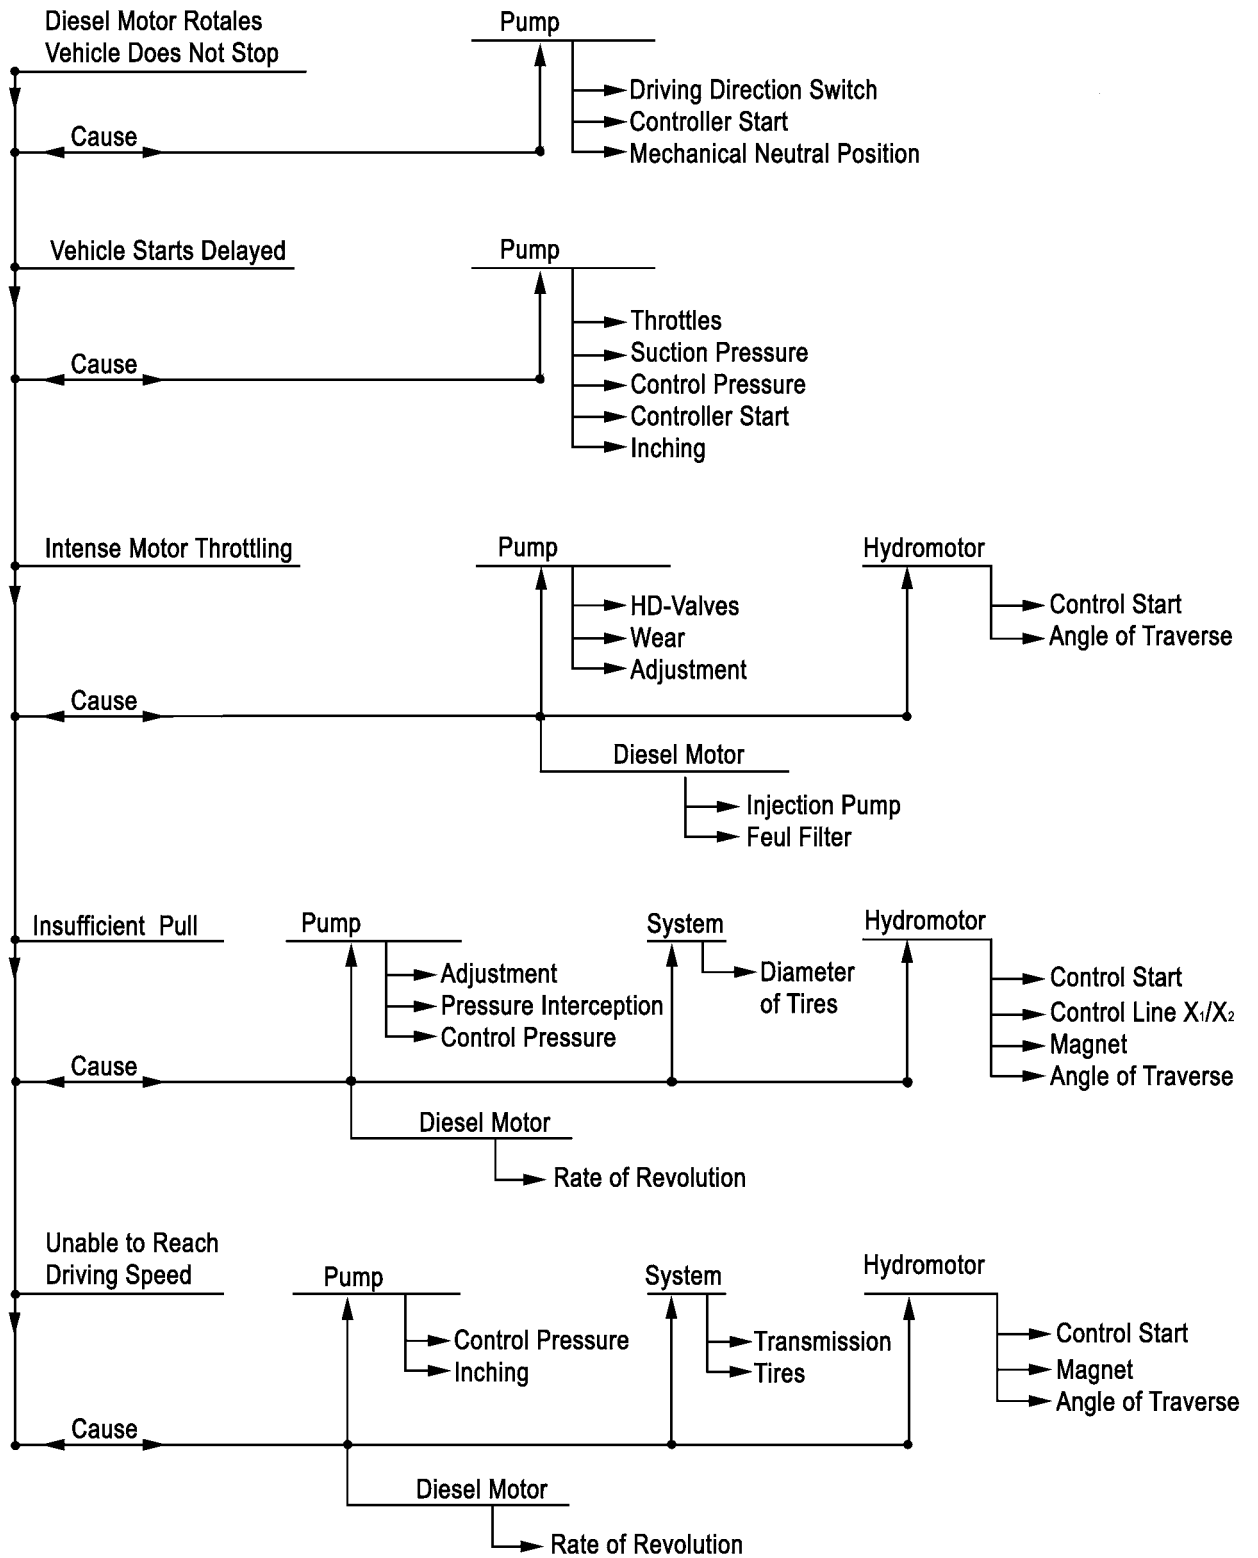 Diesel Motor Rotales
Vehicle Does Not Stop
Pump
Driving Direction Switch
Controller Start
Mechanical Neutral Position
Cause
Vehicle Starts Delayed
Pump
Throttles
Suction Pressure
Control Pressure
Controller Start
Inching
Cause
Intense Motor Throttling
Pump
HD-Valves
Wear
Adjustment
Hydromotor
Control Start
Angle of Traverse
Cause
Diesel Motor
Injection Pump
Feul Filter
Insufficient Pull
Pump
Adjustment
Pressure Interception
Control Pressure
System
Diameter
of Tires
Hydromotor
Control Start
Control Line X₁/X₂
Magnet
Angle of Traverse
Cause
Diesel Motor
Rate of Revolution
Unable to Reach
Driving Speed
Pump
Control Pressure
Inching
System
Transmission
Tires
Hydromotor
Control Start
Magnet
Angle of Traverse
Cause
Diesel Motor
Rate of Revolution